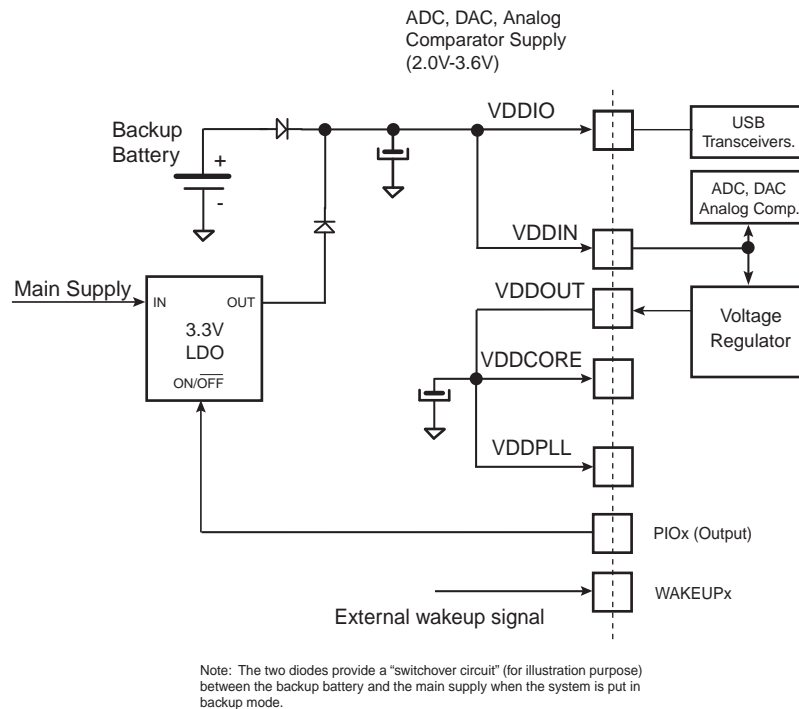 ADC, DAC, Analog
Comparator Supply
(2.0V-3.6V)
VDDIO
USB
Transceivers.
Backup
Battery
+
-
ADC, DAC
Analog Comp.
VDDIN
Main Supply
IN
OUT
3.3V
LDO
ON/OFF
VDDOUT
Voltage
Regulator
VDDCORE
VDDPLL
PIOx (Output)
WAKEUPx
External wakeup signal
Note: The two diodes provide a “switchover circuit” (for illustration purpose)
between the backup battery and the main supply when the system is put in
backup mode.